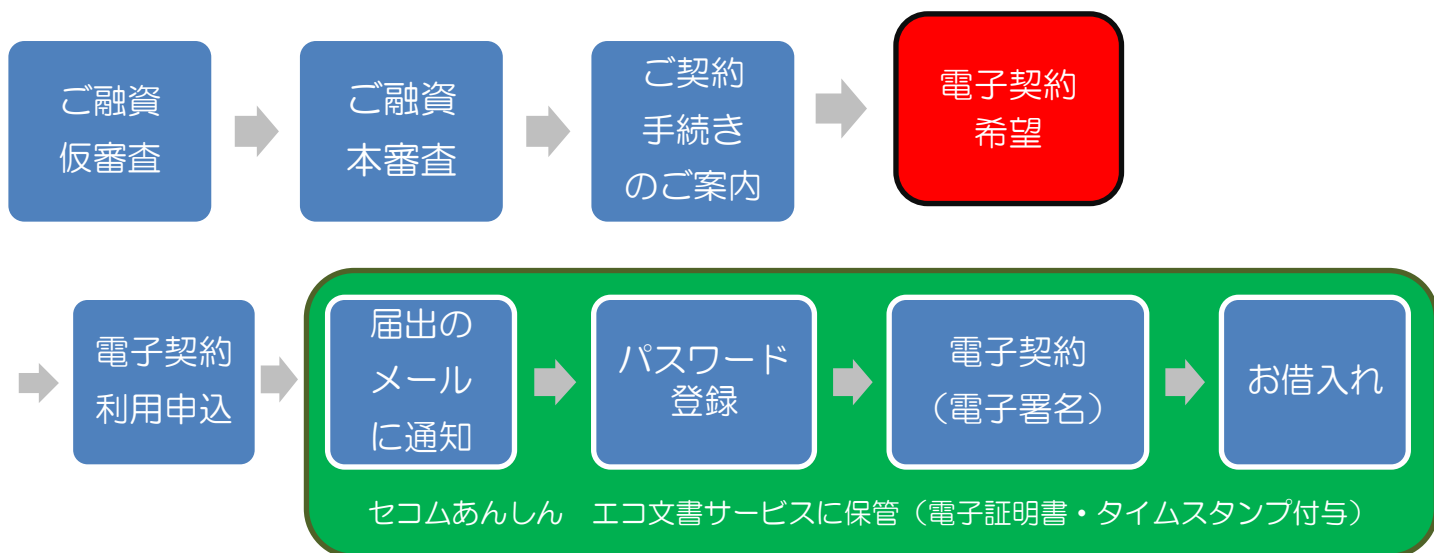 ご融資
仮審査
ご融資
本審査
ご契約
手続き
のご案内
電子契約
希望
電子契約
利用申込
届出の
メール
に通知
パスワード
登録
電子契約
（電子署名）
お借入れ
セコムあんしん　エコ文書サービスに保管（電子証明書・タイムスタンプ付与）